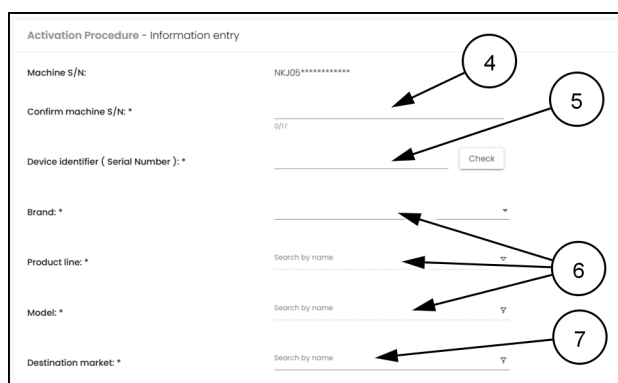 Activation Procedure - Information entry
4
Machine S/N: NKJ05************
Confirm machine S/N: *
0/17
5
Device identifier ( Serial Number ): * Check
Brand: *
Product line: * Search by name
6
Model: * Search by name
7
Destination market: * Search by name